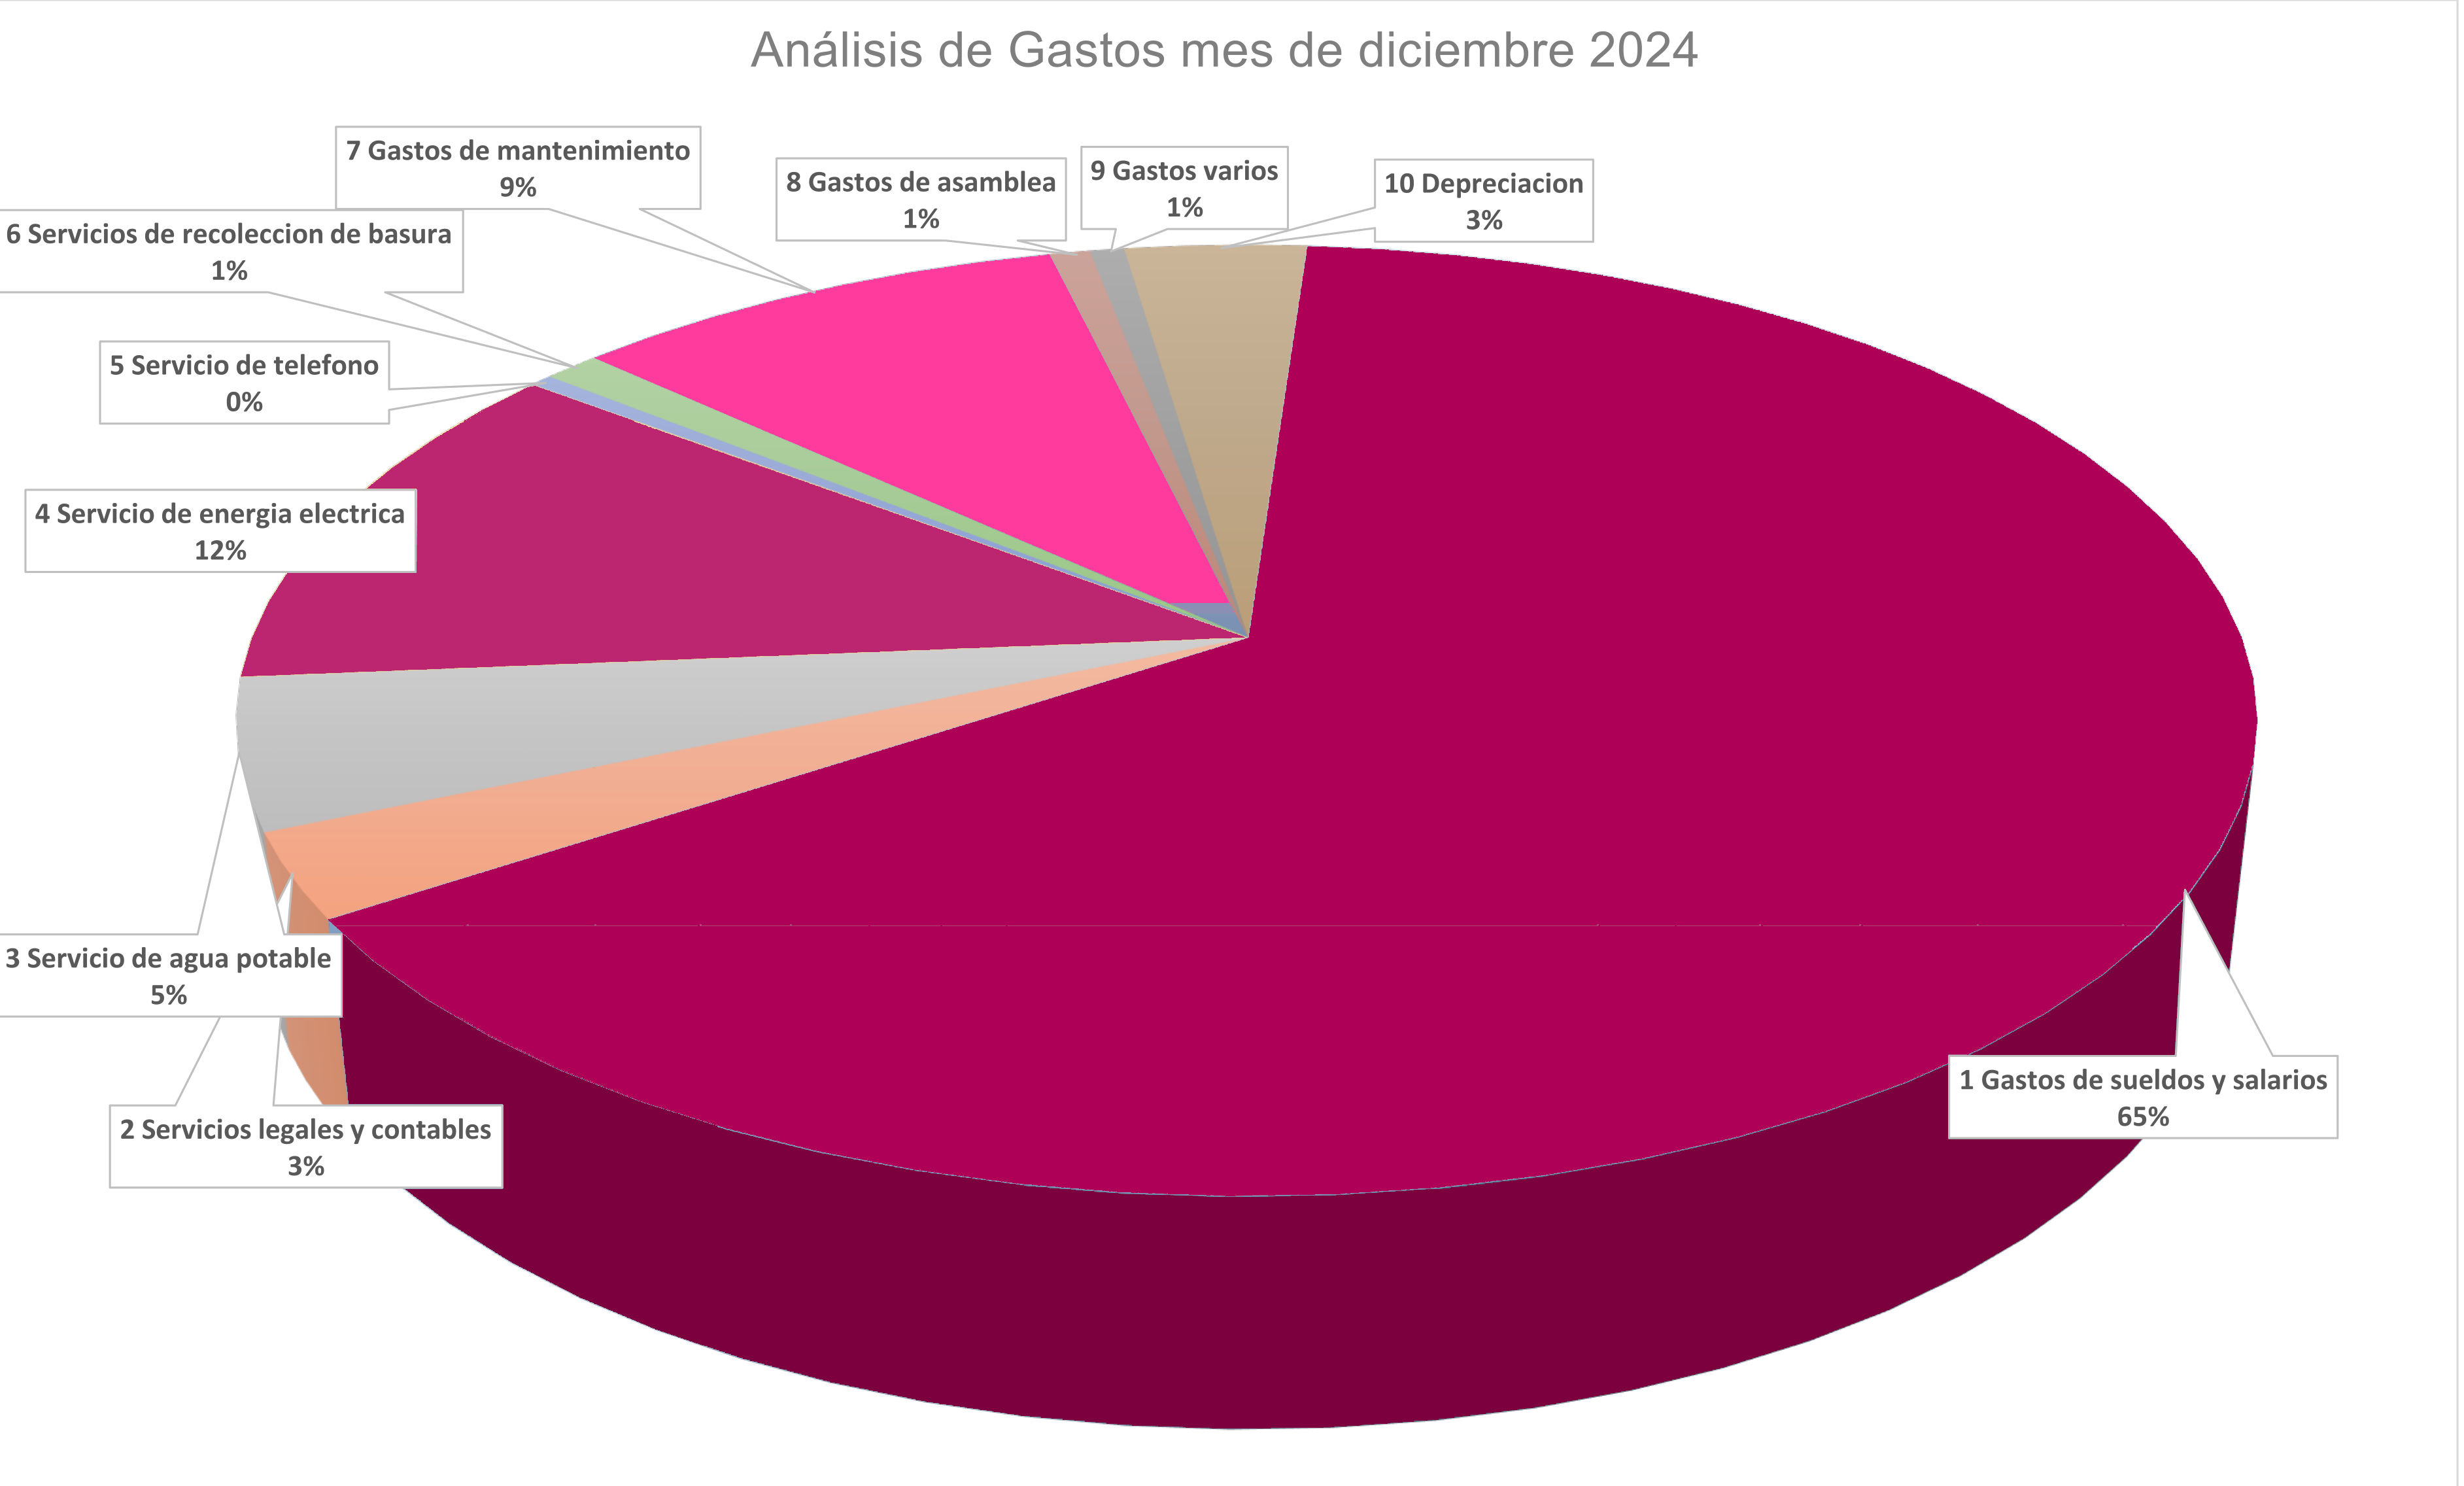 Análisis de Gastos mes de diciembre 2024
7 Gastos de mantenimiento
9%
8 Gastos de asamblea
1%
9 Gastos varios
1%
10 Depreciacion
3%
6 Servicios de recoleccion de basura
1%
5 Servicio de telefono
0%
4 Servicio de energia electrica
12%
3 Servicio de agua potable
5%
2 Servicios legales y contables
3%
1 Gastos de sueldos y salarios
65%